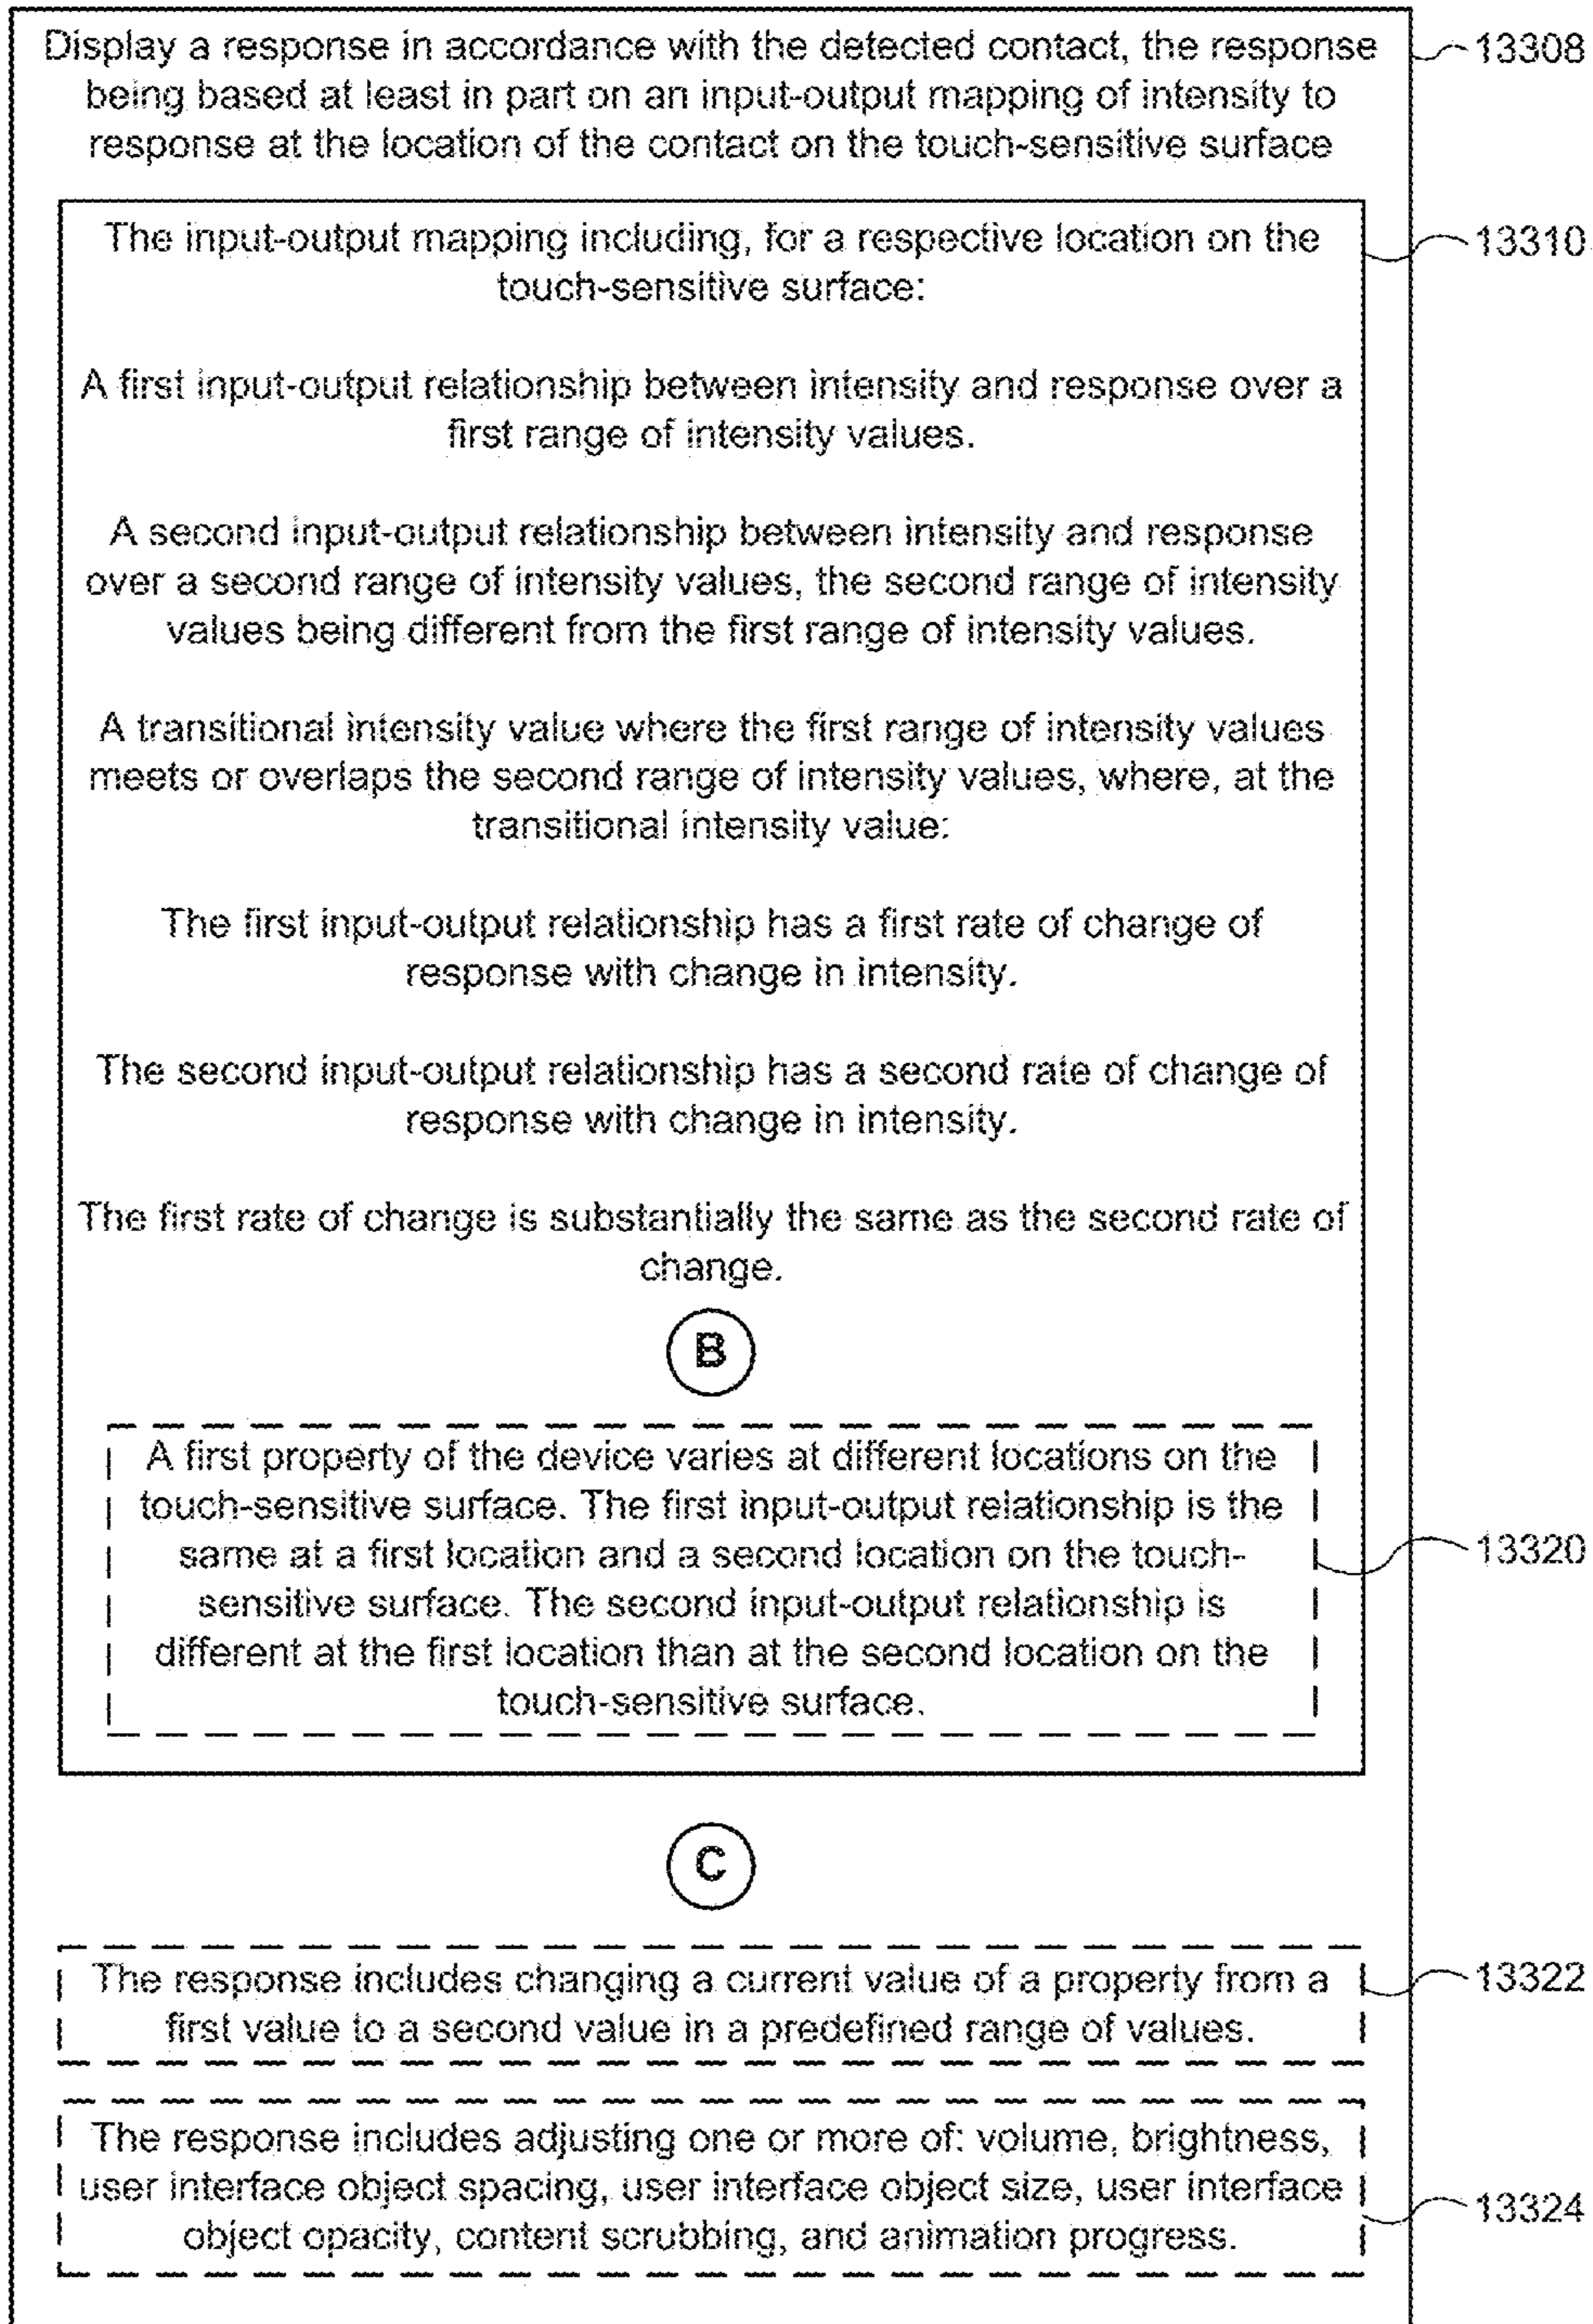 Display a response in accordance with the detected contact, the response
being based at least in part on an input-output mapping of intensity to
response at the location of the contact on the touch-sensitive surface
13308
The input-output mapping including, for a respective location on the
touch-sensitive surface:
13310
A first input-output relationship between intensity and response over a
first range of intensity values.
A second input-output relationship between intensity and response
over a second range of intensity values, the second range of intensity
values being different from the first range of intensity values.
A transitional intensity value where the first range of intensity values
meets or overlaps the second range of intensity values, where, at the
transitional intensity value:
The first input-output relationship has a first rate of change of
response with change in intensity.
The second input-output relationship has a second rate of change of
response with change in intensity.
The first rate of change is substantially the same as the second rate of
change.
B
A first property of the device varies at different locations on the
touch-sensitive surface. The first input-output relationship is the
same at a first location and a second location on the touch-
sensitive surface. The second input-output relationship is
different at the first location than at the second location on the
touch-sensitive surface.
13320
C
The response includes changing a current value of a property from a
first value to a second value in a predefined range of values.
13322
The response includes adjusting one or more of: volume, brightness,
user interface object spacing, user interface object size, user interface
object opacity, content scrubbing, and animation progress.
13324